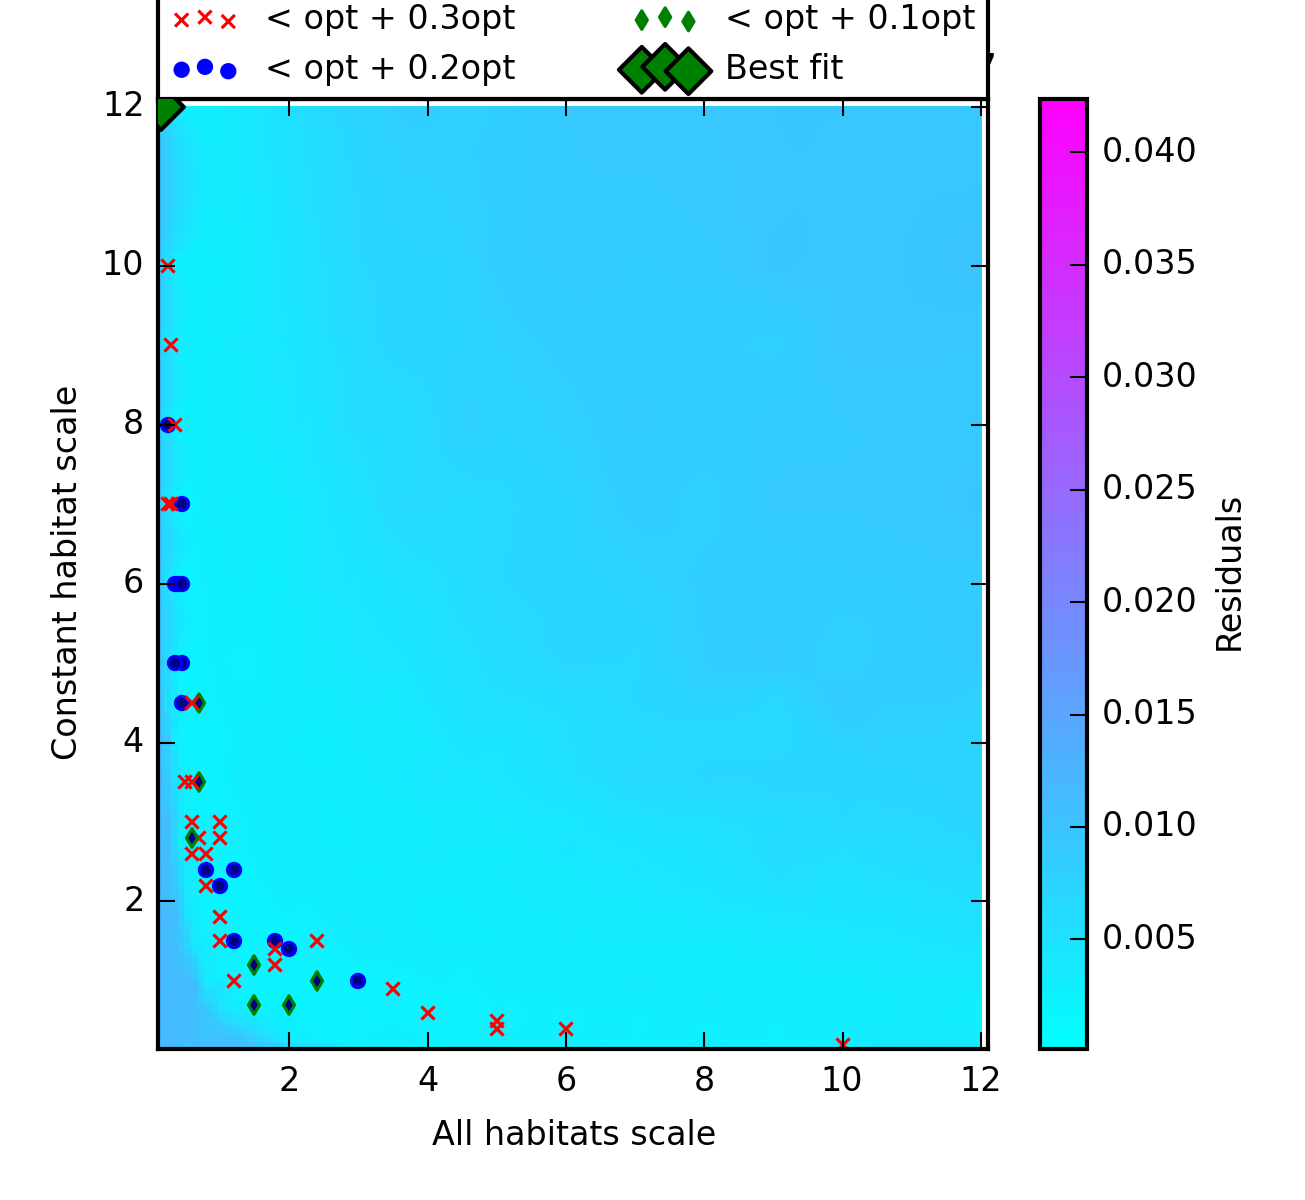 < opt + 0.3opt
< opt + 0.1opt
< opt + 0.2opt
Best fit
12
10
8
6
4
2
Constant habitat scale
2 4 6 8 10 12
All habitats scale
0.040
0.035
0.030
0.025
0.020
0.015
0.010
0.005
Residuals